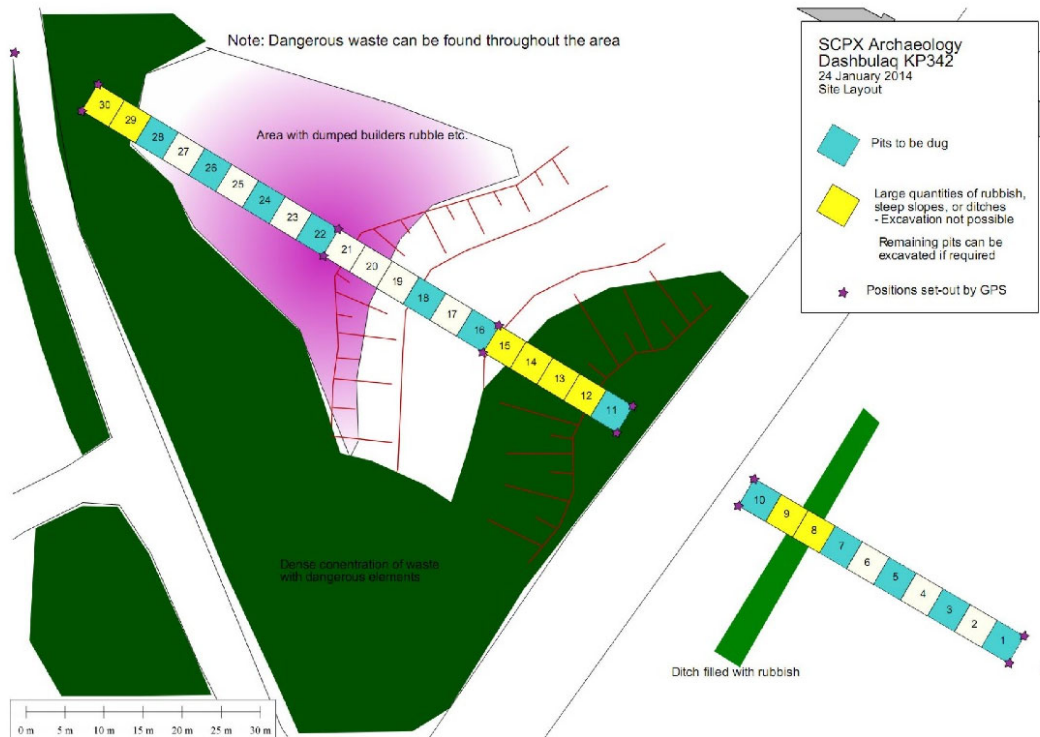 Note: Dangerous waste can be found throughout the area
SCPX Archaeology
Dashbulaq KP342
24 January 2014
Site Layout
Pits to be dug
Large quantities of rubbish,
steep slopes, or ditches
- Excavation not possible
Remaining pits can be
excavated if required
Positions set-out by GPS
Area with dumped builders rubble etc.
30
29
28
27
26
25
24
23
22
21
20
19
18
17
16
15
14
13
12
11
10
9
8
7
6
5
4
3
2
1
Dense conentration of waste
with dangerous elements
Ditch filled with rubbish
0 m 5 m 10 m 15 m 20 m 25 m 30 m